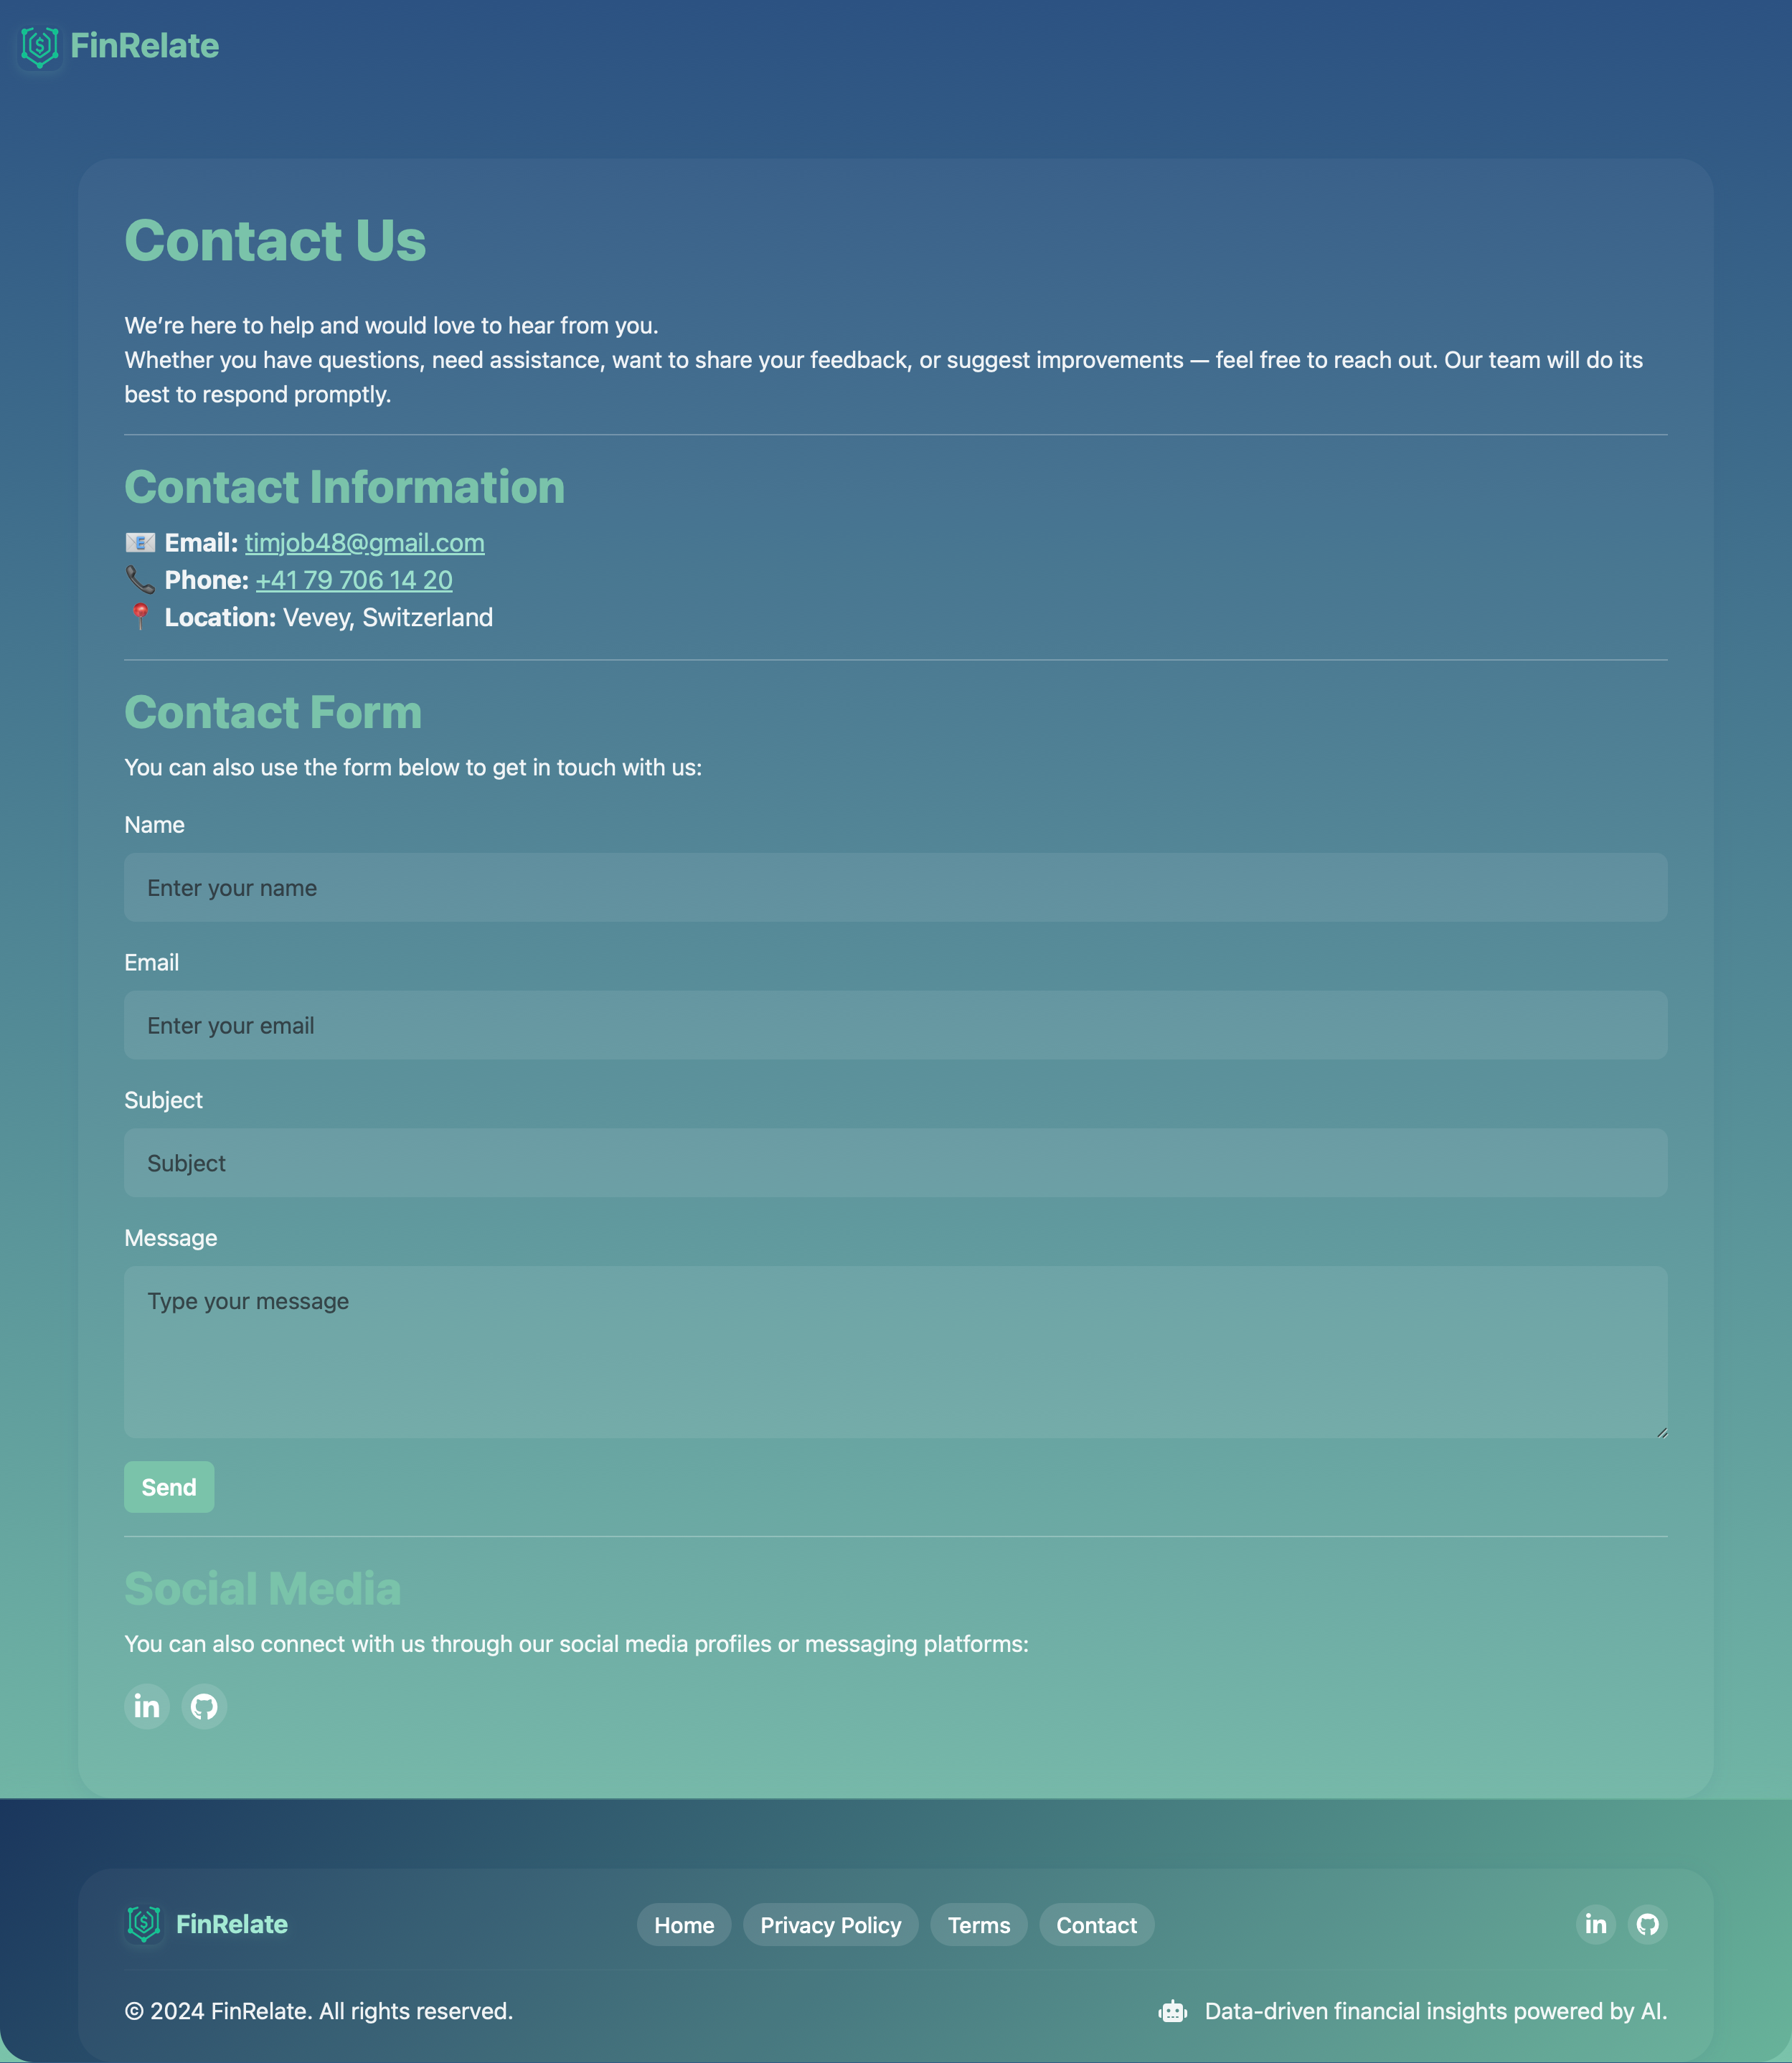 FinRelate
Contact Us
We’re here to help and would love to hear from you.
Whether you have questions, need assistance, want to share your feedback, or suggest improvements — feel free to reach out. Our team will do its
best to respond promptly.
Contact Information
Email: timjob48@gmail.com
Phone: +41 79 706 14 20
Location: Vevey, Switzerland
Contact Form
You can also use the form below to get in touch with us:
Name
Enter your name
Email
Enter your email
Subject
Subject
Message
Type your message
Send
Social Media
You can also connect with us through our social media profiles or messaging platforms:
in
FinRelate
Home Privacy Policy Terms Contact
in
© 2024 FinRelate. All rights reserved.
Data-driven financial insights powered by AI.